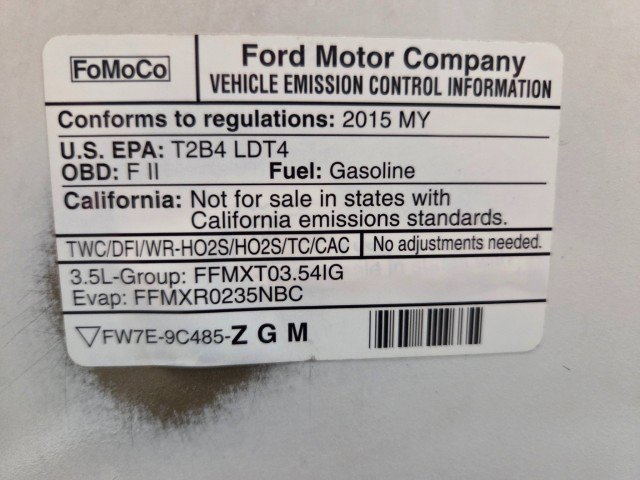 FoMoCo
Ford Motor Company
VEHICLE EMISSION CONTROL INFORMATION
Conforms to regulations: 2015 MY
U.S. EPA: T2B4 LDT4
OBD: F II Fuel: Gasoline
California: Not for sale in states with
California emissions standards.
TWC/DFI/WR-HO2S/HO2S/TC/CAC No adjustments needed.
3.5L-Group: FFMXT03.54IG
Evap: FFMXR0235NBC
▽FW7E-9C485-Z G M